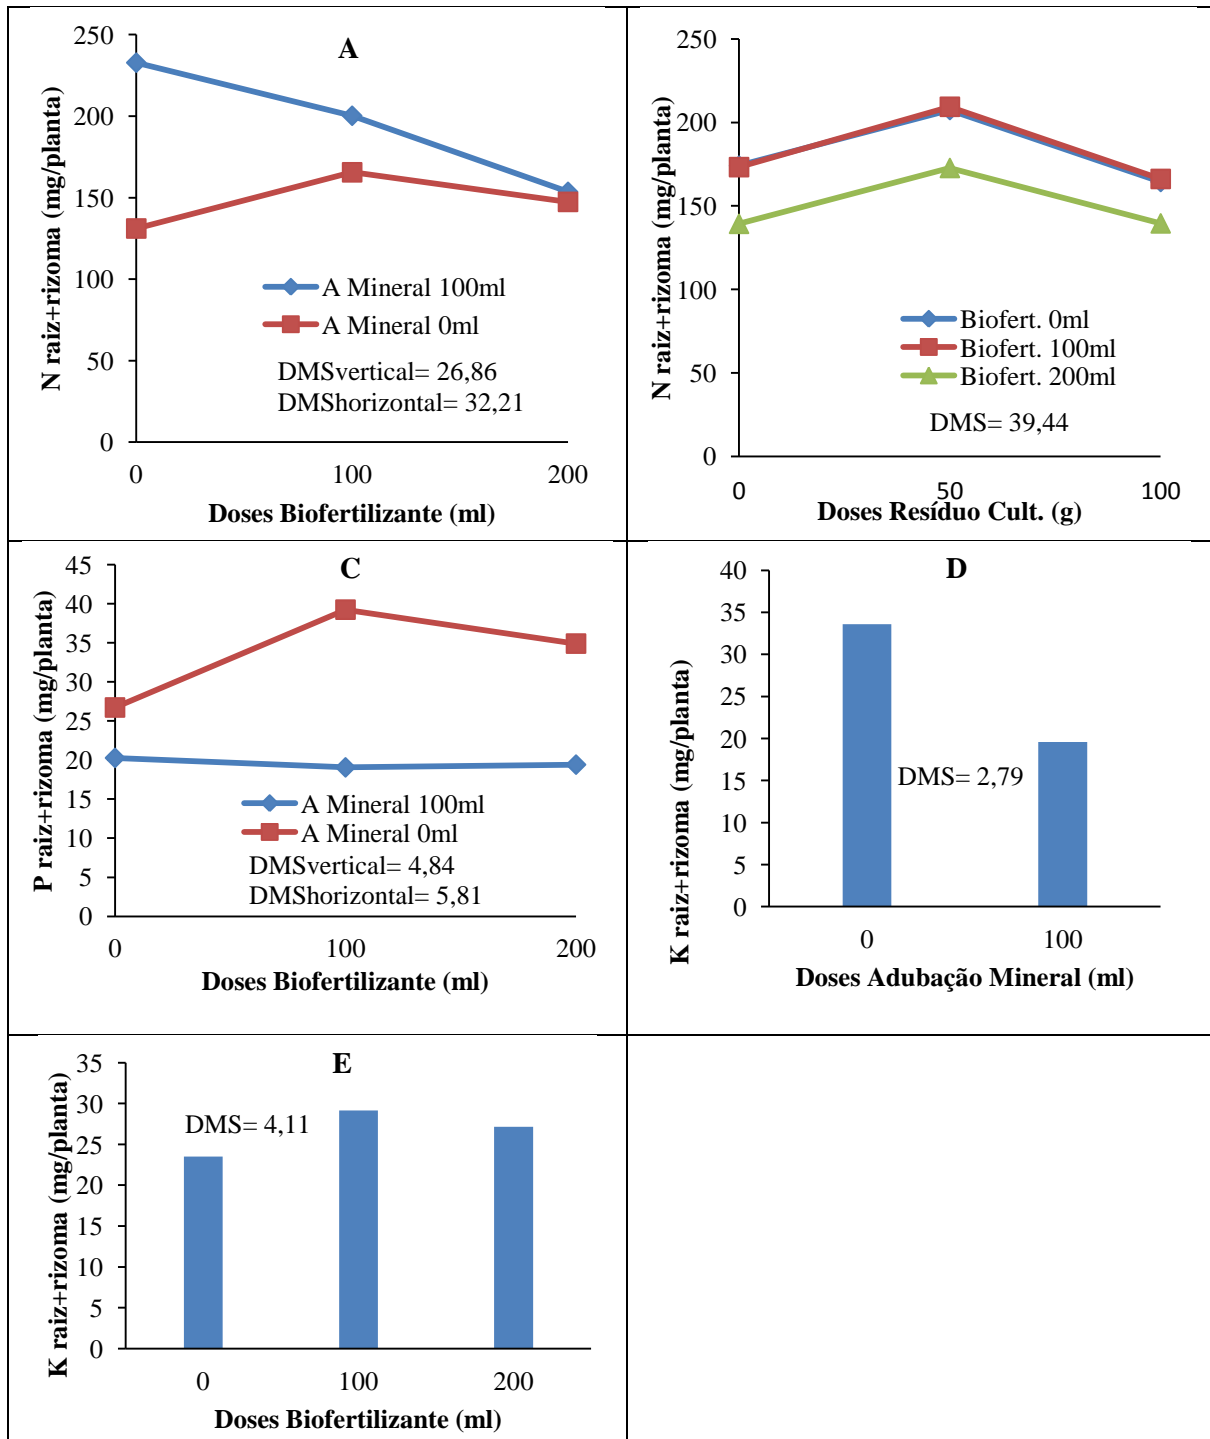 A
N raiz+rizoma (mg/planta)
250
200
150
100
50
0
A Mineral 100ml
A Mineral 0ml
DMSvertical= 26,86
DMShorizontal= 32,21
0 100 200
Doses Biofertilizante (ml)
N raiz+rizoma (mg/planta)
250
200
150
100
50
0
Biofert. 0ml
Biofert. 100ml
Biofert. 200ml
DMS= 39,44
0 50 100
Doses Resíduo Cult. (g)
C
P raiz+rizoma (mg/planta)
45
40
35
30
25
20
15
10
5
0
A Mineral 100ml
A Mineral 0ml
DMSvertical= 4,84
DMShorizontal= 5,81
0 100 200
Doses Biofertilizante (ml)
D
K raiz+rizoma (mg/planta)
40
35
30
25
20
15
10
5
0
DMS= 2,79
0 100
Doses Adubação Mineral (ml)
E
K raiz+rizoma (mg/planta)
35
30
25
20
15
10
5
0
DMS= 4,11
0 100 200
Doses Biofertilizante (ml)